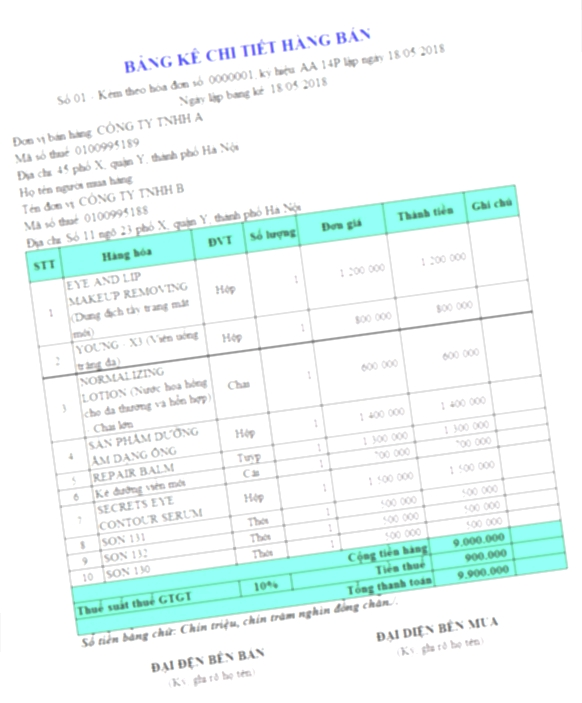 BẢNG KÊ CHI TIẾT HÀNG BÁN
Số 01 - Kèm theo hóa đơn số 0000001, ký hiệu AA 14P lập ngày 18/05/2018
Ngày lập bảng kê 18/05/2018
Đơn vị bán hàng CÔNG TY TNHH A
Mã số thuế 0100995189
Địa chỉ 45 phố X, quận Y, thành phố Hà Nội
Họ tên người mua hàng
Tên đơn vị CÔNG TY TNHH B
Mã số thuế 0100995188
Địa chỉ Số 11 ngõ 23 phố X, quận Y, thành phố Hà Nội
STT Hàng hóa ĐVT Số lượng Đơn giá Thành tiền Ghi chú
1 EYE AND LIP MAKEUP REMOVING (Dung dịch tẩy trang mắt môi) Hộp 1 1 200 000 1 200 000
2 YOUNG - X3 (Viên uống trắng da) Hộp 1 800 000 800 000
3 NORMALIZING LOTION (Nước hoa hồng cho da thường và hỗn hợp) Chai lớn Chai 1 600 000 600 000
4 SẢN PHẨM DƯỠNG ẨM DẠNG ỐNG Hộp 1 1 400 000 1 400 000
5 REPAIR BALM Tuýp 1 1 300 000 1 300 000
6 Kẻ dưỡng viền môi Cái 1 700 000 700 000
7 SECRETS EYE CONTOUR SERUM Hộp 1 1 500 000 1 500 000
8 SON 131 Thỏi 1 500 000 500 000
9 SON 132 Thỏi 1 500 000 500 000
10 SON 130 Thỏi 1 500 000 500 000
Cộng tiền hàng 9.000.000
Thuế suất thuế GTGT 10% Tiền thuế 900.000
Tổng thanh toán 9.900.000
Số tiền bằng chữ: Chín triệu, chín trăm nghìn đồng chẵn./.
ĐẠI ĐỆN BÊN BÁN ĐẠI DIỆN BÊN MUA
(Ký, ghi rõ họ tên) (Ký, ghi rõ họ tên)